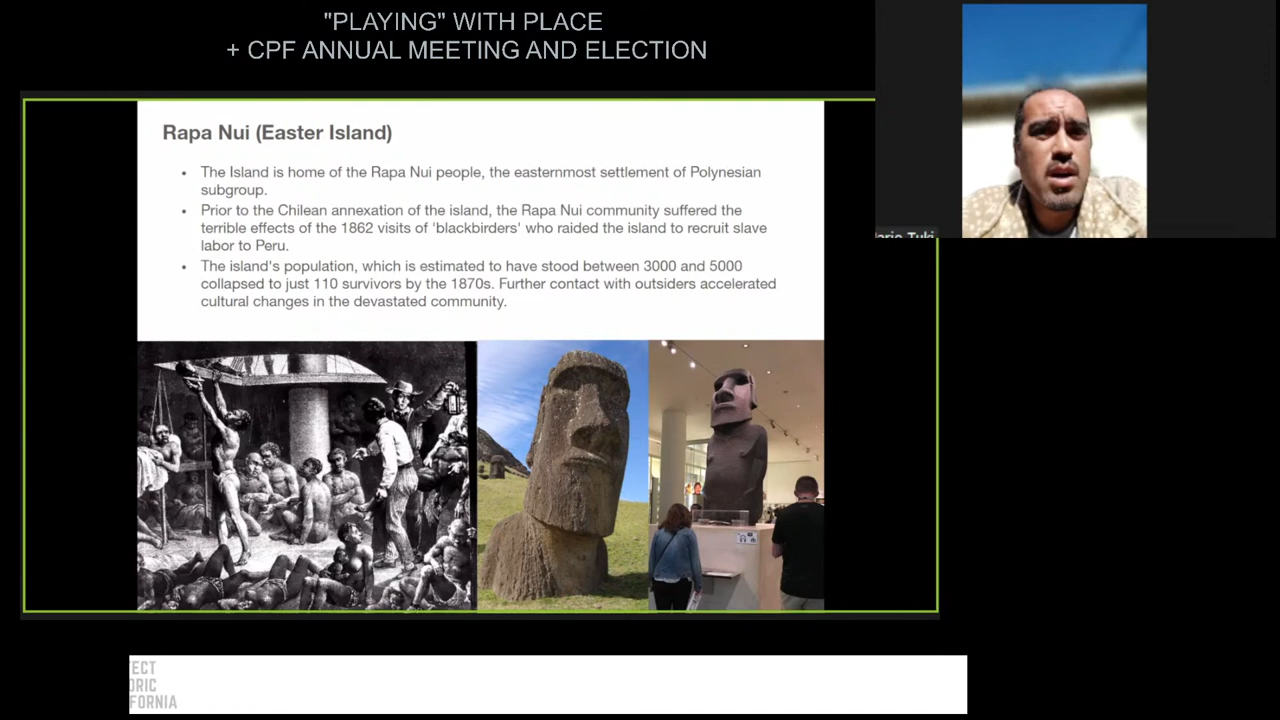 "PLAYING" WITH PLACE
+ CPF ANNUAL MEETING AND ELECTION
Rapa Nui (Easter Island)
• The Island is home of the Rapa Nui people, the easternmost settlement of Polynesian
subgroup.
• Prior to the Chilean annexation of the island, the Rapa Nui community suffered the
terrible effects of the 1862 visits of 'blackbirders' who raided the island to recruit slave
labor to Peru.
• The island's population, which is estimated to have stood between 3000 and 5000
collapsed to just 110 survivors by the 1870s. Further contact with outsiders accelerated
cultural changes in the devastated community.
Tuki
ECT
ORIC
FORNIA